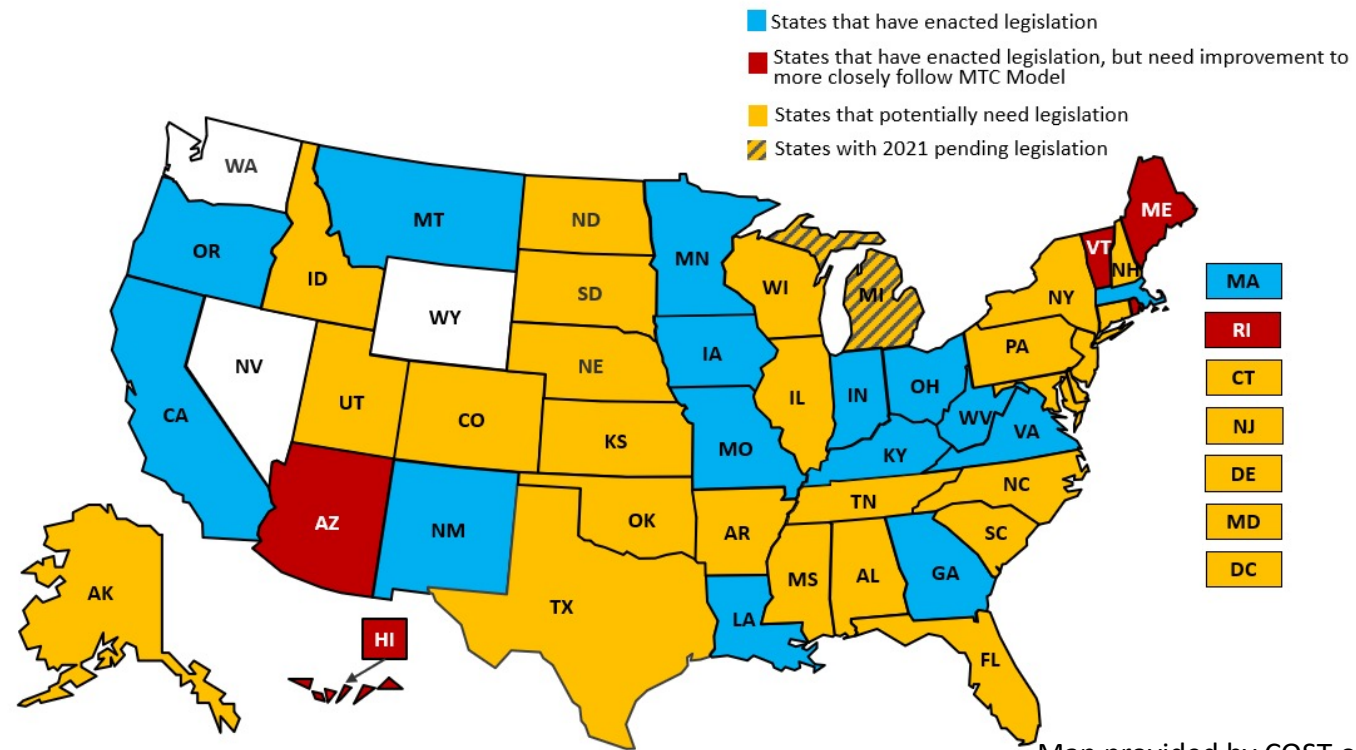 States that have enacted legislation
States that have enacted legislation, but need improvement to
more closely follow MTC Model
States that potentially need legislation
States with 2021 pending legislation
WA
MT
ND
MN
ME
VT
NH
OR
ID
SD
WI
MI
NY
MA
WY
RI
NV
NE
IA
PA
CT
UT
CO
IL
IN
OH
NJ
CA
KS
MO
WV
VA
KY
DE
AZ
NM
OK
AR
TN
NC
MD
SC
DC
AK
TX
MS
AL
GA
LA
HI
FL
Map provided by COST